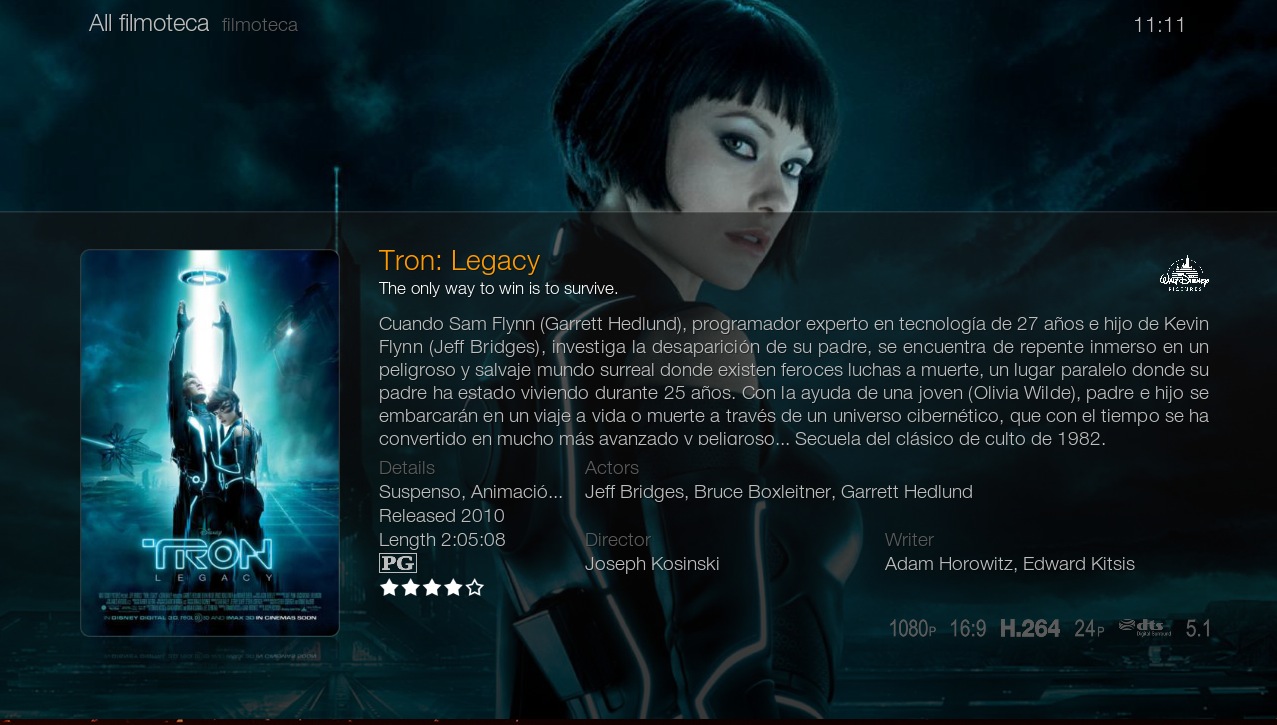 All filmoteca filmoteca 11:11
Tron: Legacy
The only way to win is to survive.
WALT DISNEY
PICTURES
Cuando Sam Flynn (Garrett Hedlund), programador experto en tecnología de 27 años e hijo de Kevin
Flynn (Jeff Bridges), investiga la desaparición de su padre, se encuentra de repente inmerso en un
peligroso y salvaje mundo surreal donde existen feroces luchas a muerte, un lugar paralelo donde su
padre ha estado viviendo durante 25 años. Con la ayuda de una joven (Olivia Wilde), padre e hijo se
embarcarán en un viaje a vida o muerte a través de un universo cibernético, que con el tiempo se ha
convertido en mucho más avanzado y peligroso... Secuela del clásico de culto de 1982.
Details Actors
Suspenso, Animació... Jeff Bridges, Bruce Boxleitner, Garrett Hedlund
Released 2010
Length 2:05:08 Director Writer
PG Joseph Kosinski Adam Horowitz, Edward Kitsis
1080P 16:9 H.264 24P dts Digital Surround 5.1
Disney
TRON
LEGACY
IN DISNEY DIGITAL 3D, AND IMAX 3D IN CINEMAS SOON